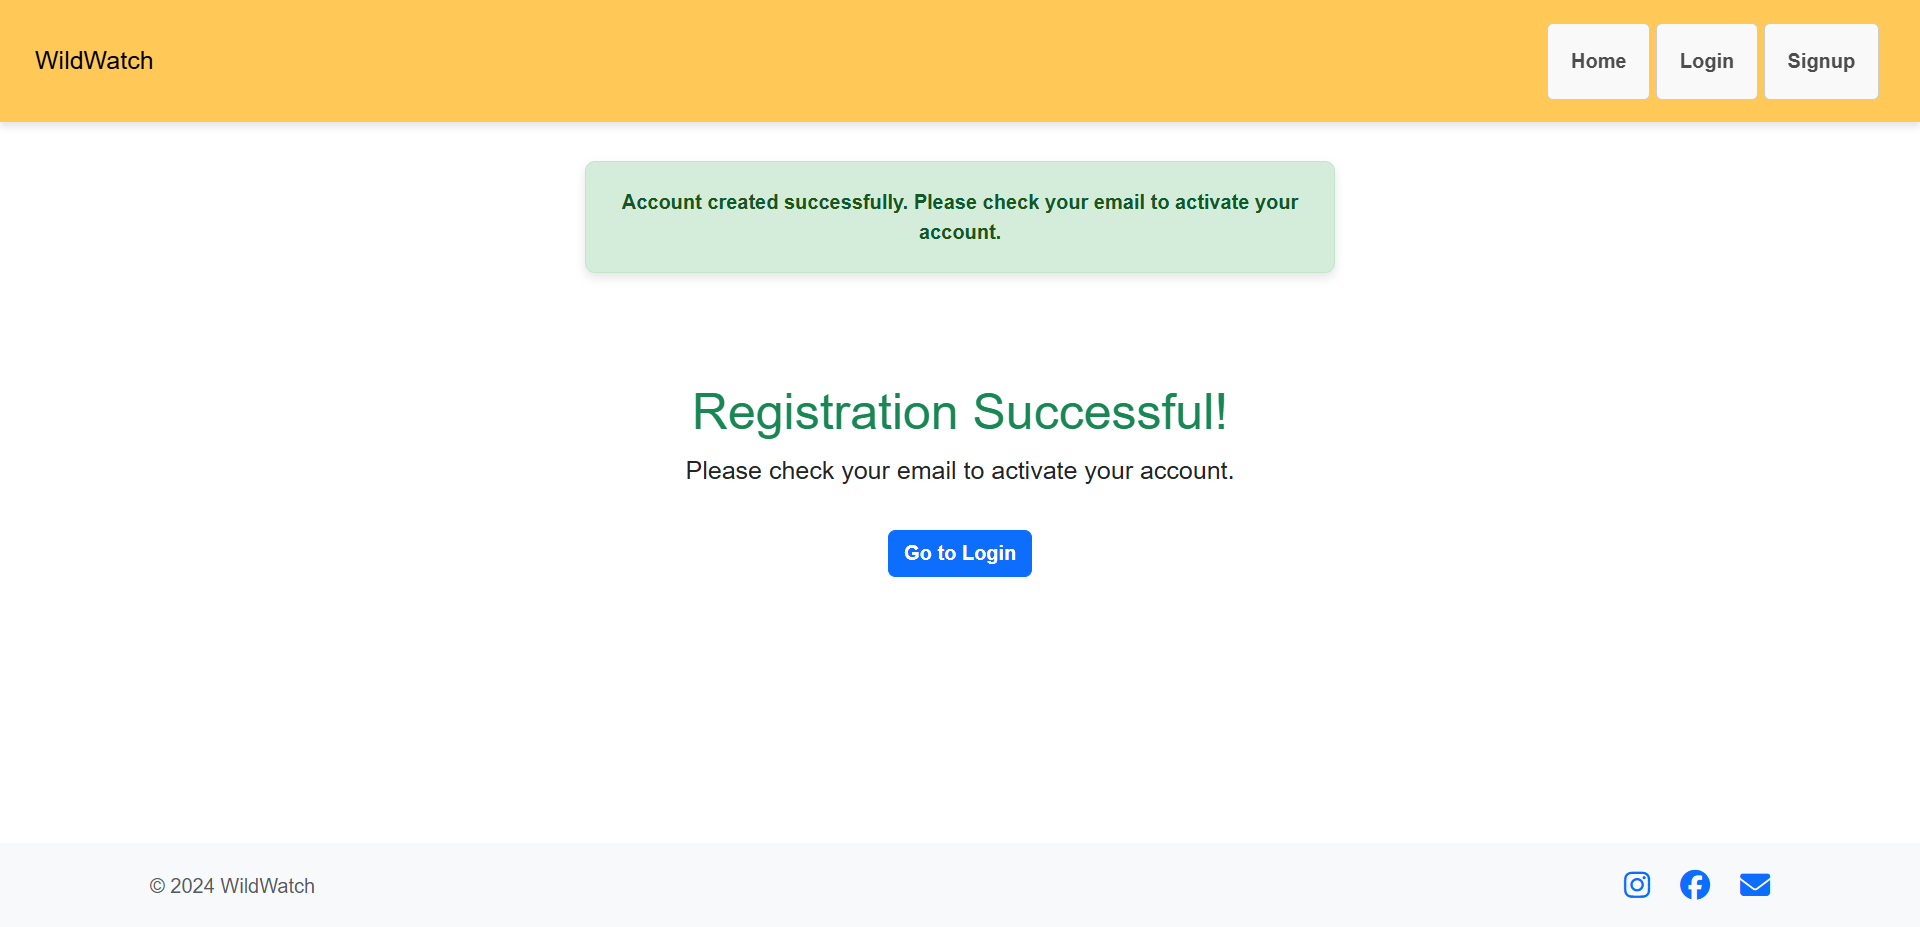 WildWatch
Home
Login
Signup
Account created successfully. Please check your email to activate your
account.
Registration Successful!
Please check your email to activate your account.
Go to Login
© 2024 WildWatch